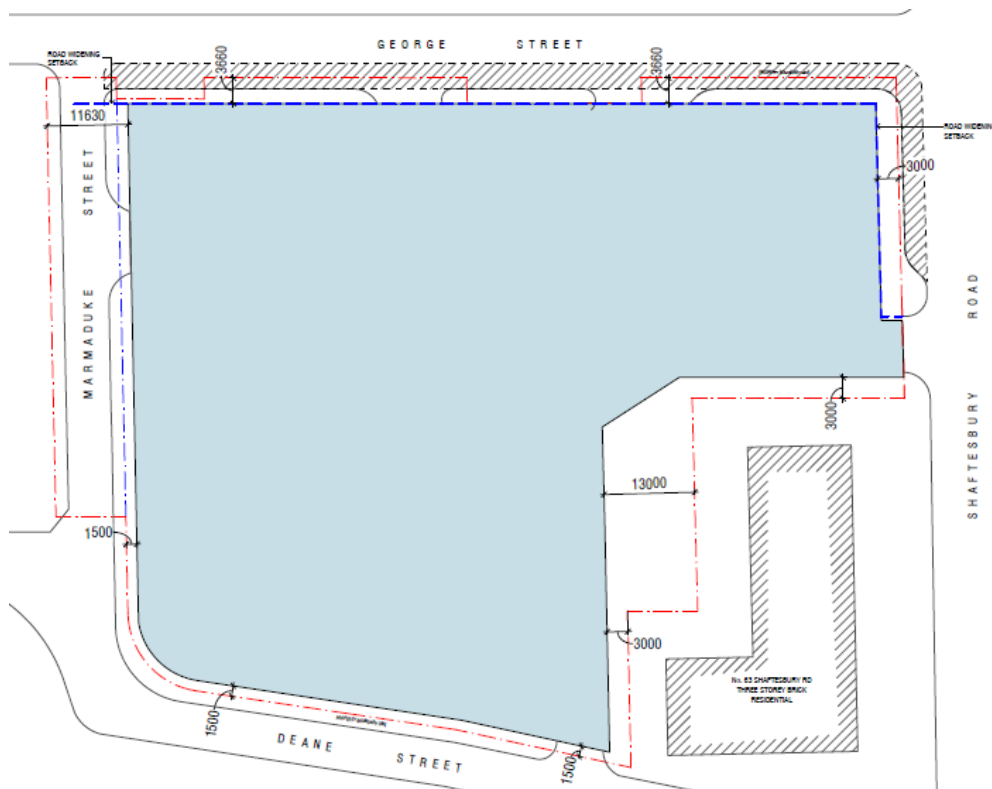 GEORGE STREET
ROAD WIDENING
SETBACK
3660
3660
11630
ROAD WIDENIN
SETBACK
3000
MARMADUKE STREET
SHAFTESBURY ROAD
3000
13000
1500
3000
No. 63 SHAFTESBURY RD
THREE STOREY BRICK
RESIDENTIAL
1500
DEANE STREET
1500